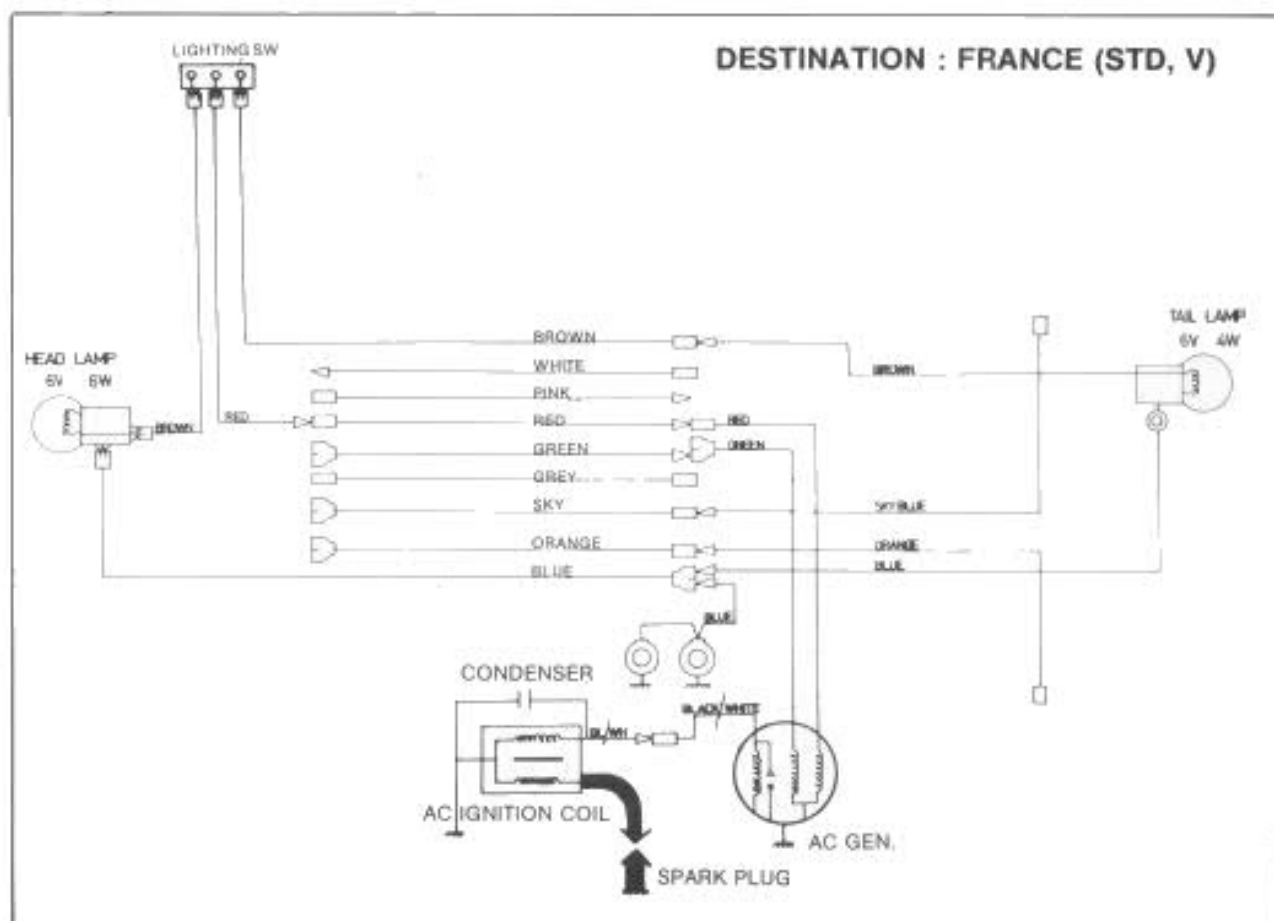 LIGHTING SW
DESTINATION : FRANCE (STD, V)
HEAD LAMP
6V 6W
TAIL LAMP
6V 4W
BROWN
BROWN
WHITE
PINK
RED
RED
RED
BROWN
GREEN
GREEN
GREY
SKY
SKY BLUE
ORANGE
ORANGE
BLUE
BLUE
BLUE
CONDENSER
BLACK/WHITE
BL/WH
AC IGNITION COIL
AC GEN.
SPARK PLUG